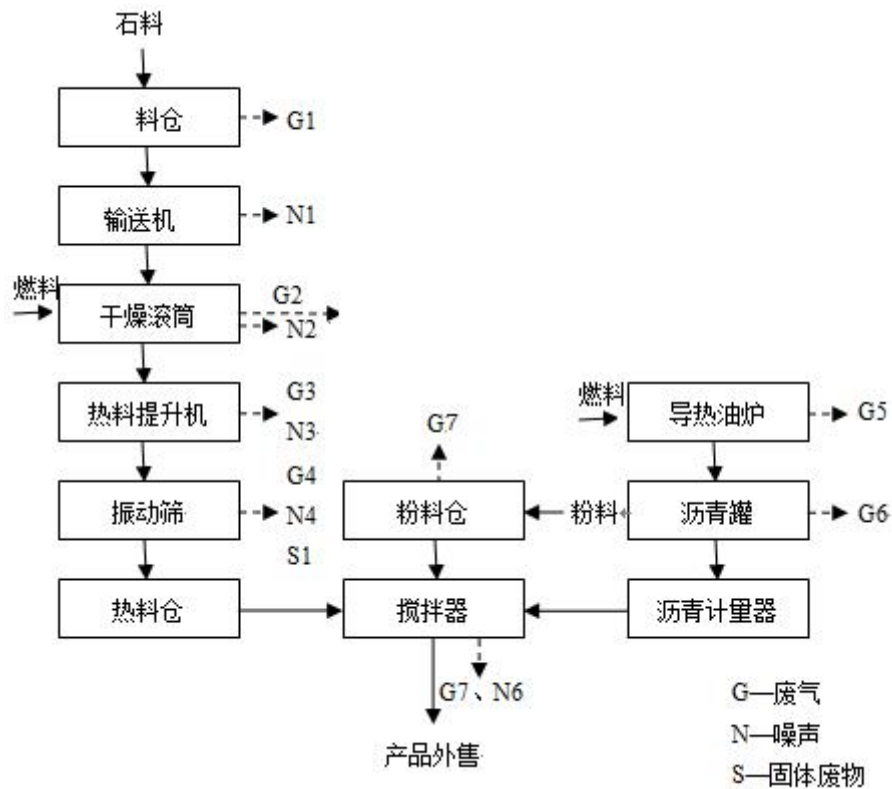 石料
料仓
G1
输送机
N1
燃料
干燥滚筒
G2
N2
热料提升机
G3
N3
振动筛
G4
N4
S1
热料仓
G7
粉料仓
粉料
搅拌器
G7、N6
产品外售
燃料
导热油炉
G5
沥青罐
G6
沥青计量器
G—废气
N—噪声
S—固体废物